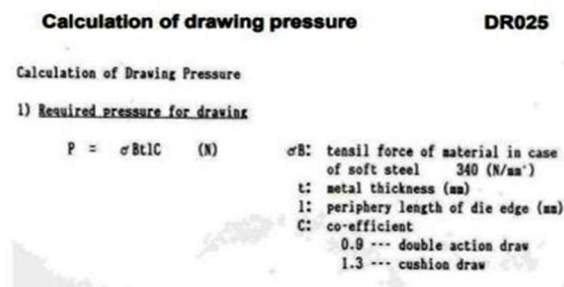 Calculation of drawing pressure DR025
Calculation of Drawing Pressure
1) Required pressure for drawing
P = σBtlC (N) σB: tensil force of material in case
of soft steel 340 (N/mm²)
t: metal thickness (mm)
l: periphery length of die edge (mm)
C: co-efficient
0.9 --- double action draw
1.3 --- cushion draw